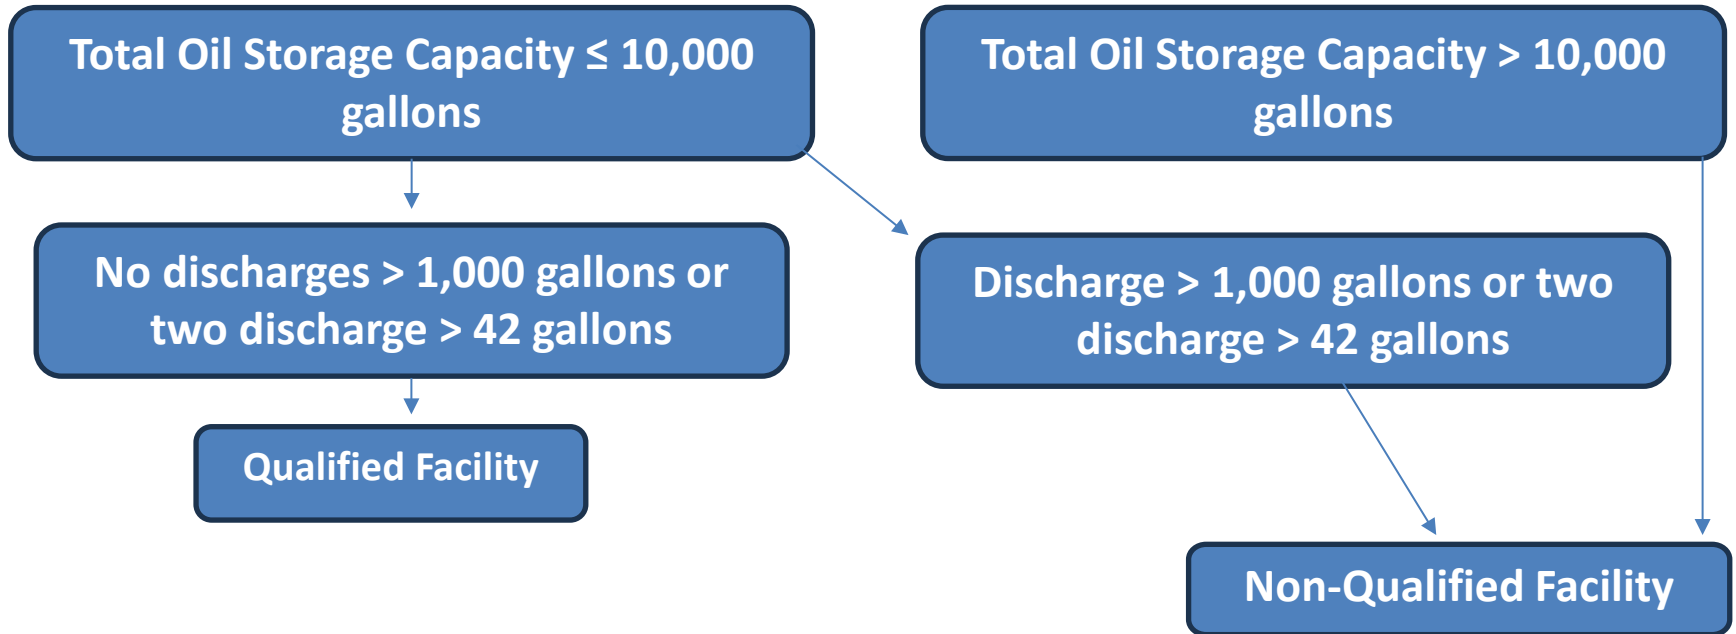 Total Oil Storage Capacity ≤ 10,000
gallons
Total Oil Storage Capacity > 10,000
gallons
No discharges > 1,000 gallons or
two discharge > 42 gallons
Discharge > 1,000 gallons or two
discharge > 42 gallons
Qualified Facility
Non-Qualified Facility